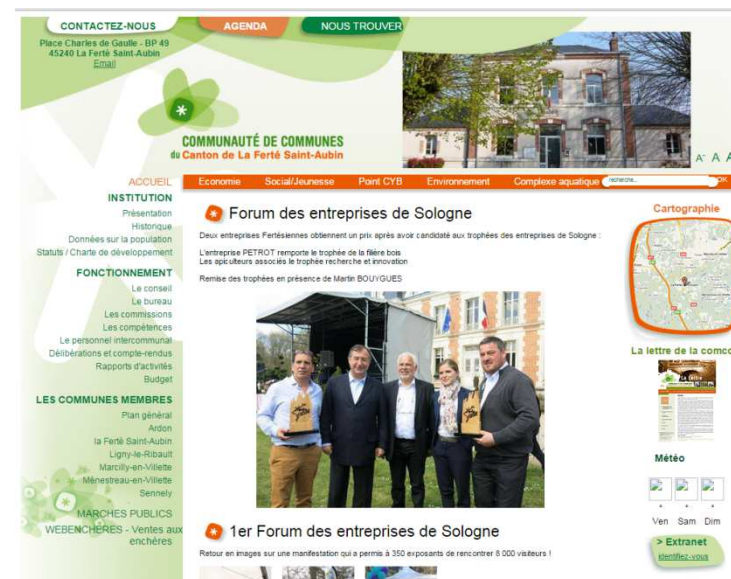 CONTACTEZ-NOUS
AGENDA
NOUS TROUVER
Place Charles de Gaulle - BP 49
45240 La Ferté Saint-Aubin
Email
COMMUNAUTÉ DE COMMUNES
du Canton de La Ferté Saint-Aubin
A- A A
ACCUEIL
Economie
Social/Jeunesse
Point CYB
Environnement
Complexe aquatique
recherche...
OK
INSTITUTION
Présentation
Historique
Données sur la population
Statuts / Charte de développement
FONCTIONNEMENT
Le conseil
Le bureau
Les commissions
Les compétences
Le personnel intercommunal
Délibérations et compte-rendus
Rapports d'activités
Budget
LES COMMUNES MEMBRES
Plan général
Ardon
la Ferté Saint-Aubin
Ligny-le-Ribault
Marcilly-en-Villette
Ménestreau-en-Villette
Sennely
MARCHES PUBLICS
WEBENCHERES - Ventes aux
enchères
Forum des entreprises de Sologne
Deux entreprises Fertésiennes obtiennent un prix après avoir candidaté aux trophées des entreprises de Sologne :
L'entreprise PETROT remporte le trophée de la filière bois
Les apiculteurs associés le trophée recherche et innovation
Remise des trophées en présence de Martin BOUYGUES
1er Forum des entreprises de Sologne
Retour en images sur une manifestation qui a permis à 350 exposants de rencontrer 8 000 visiteurs !
Cartographie
La lettre de la comco
Météo
Ven Sam Dim
> Extranet
identifiez-vous